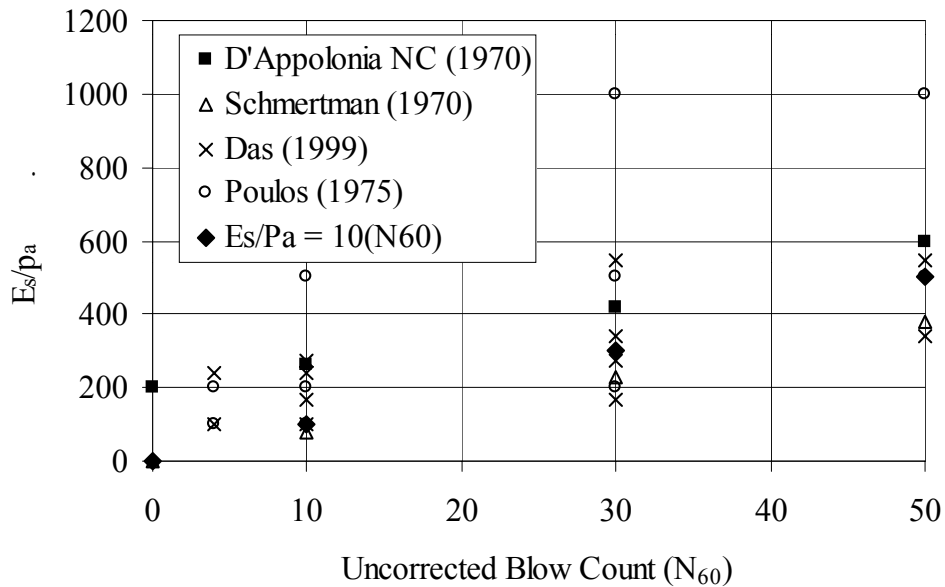 1200
1000
800
600
400
200
0
Es/pa
D'Appolonia NC (1970)
Schmertman (1970)
Das (1999)
Poulos (1975)
Es/Pa = 10(N60)
0 10 20 30 40 50
Uncorrected Blow Count (N60)